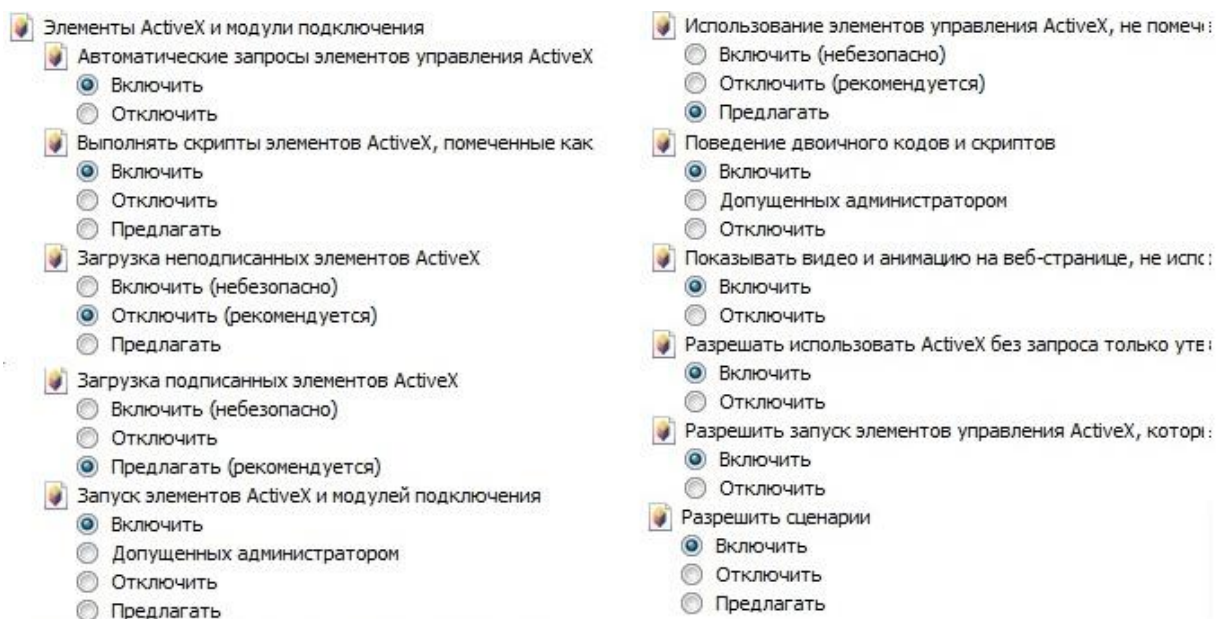 Элементы ActiveX и модули подключения
Автоматические запросы элементов управления ActiveX
Включить
Отключить
Выполнять скрипты элементов ActiveX, помеченные как
Включить
Отключить
Предлагать
Загрузка неподписанных элементов ActiveX
Включить (небезопасно)
Отключить (рекомендуется)
Предлагать
Загрузка подписанных элементов ActiveX
Включить (небезопасно)
Отключить
Предлагать (рекомендуется)
Запуск элементов ActiveX и модулей подключения
Включить
Допущенных администратором
Отключить
Предлагать
Использование элементов управления ActiveX, не
Включить (небезопасно)
Отключить (рекомендуется)
Предлагать
Поведение двоичного кодов и скриптов
Включить
Допущенных администратором
Отключить
Показывать видео и анимацию на веб-странице, не
Включить
Отключить
Разрешать использовать ActiveX без запроса только
Включить
Отключить
Разрешить запуск элементов управления ActiveX,
Включить
Отключить
Разрешить сценарии
Включить
Отключить
Предлагать